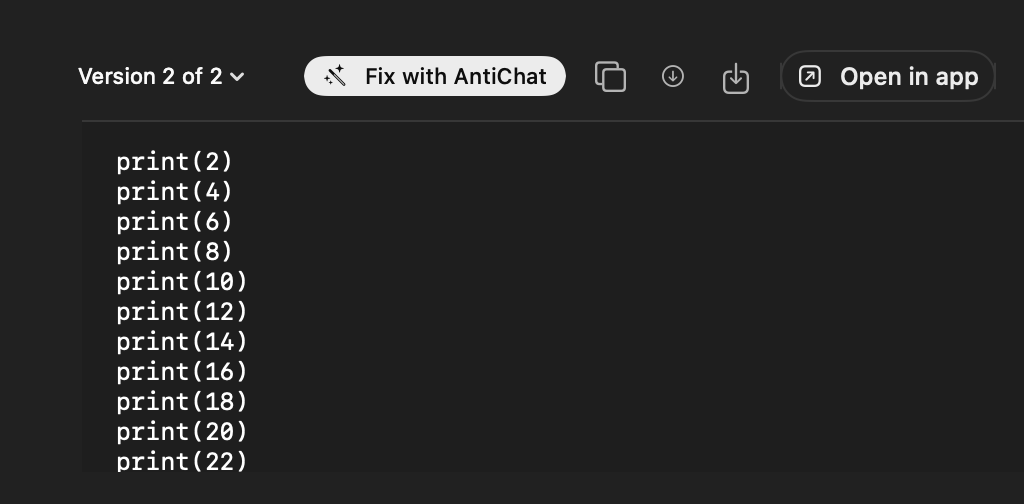 Version 2 of 2 Fix with AntiChat Open in app
print(2)
print(4)
print(6)
print(8)
print(10)
print(12)
print(14)
print(16)
print(18)
print(20)
print(22)